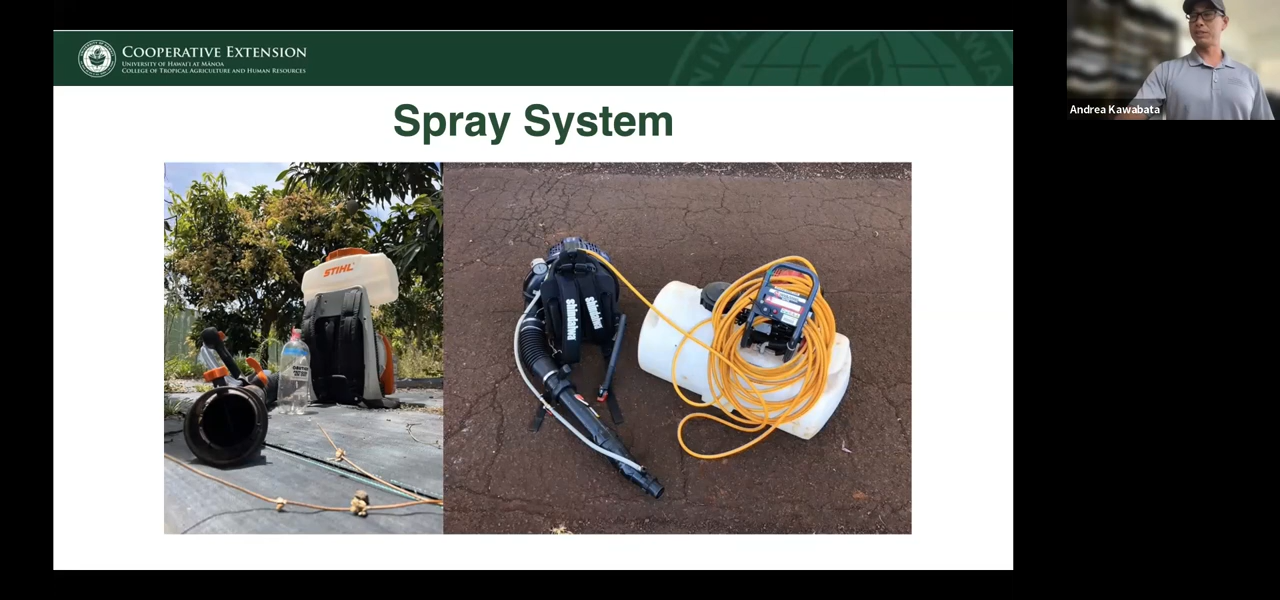 COOPERATIVE EXTENSION
UNIVERSITY OF HAWAI'I AT MĀNOA
COLLEGE OF TROPICAL AGRICULTURE AND HUMAN RESOURCES
Andrea Kawabata
Spray System
STIHL
shindaiwa
shindaiwa